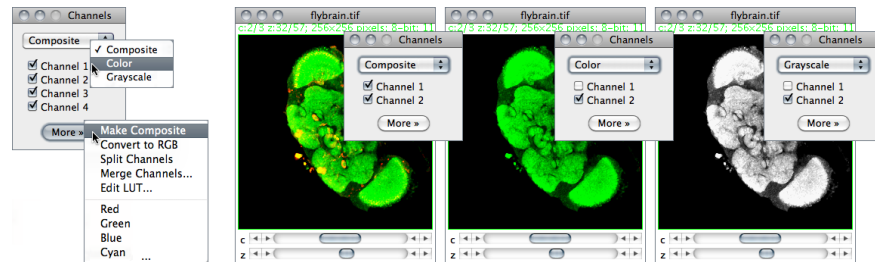 Channels
Composite
✓ Composite
Color
Grayscale
Channel 1
Channel 2
Channel 3
Channel 4
More »
Make Composite
Convert to RGB
Split Channels
Merge Channels...
Edit LUT...
Red
Green
Blue
Cyan
...
flybrain.tif
c:2/3 z:32/57; 256x256 pixels; 8-bit; 11
Channels
Composite
Channel 1
Channel 2
More »
c
z
flybrain.tif
c:2/3 z:32/57; 256x256 pixels; 8-bit; 11
Channels
Color
Channel 1
Channel 2
More »
c
z
flybrain.tif
c:2/3 z:32/57; 256x256 pixels; 8-bit; 11
Channels
Grayscale
Channel 1
Channel 2
More »
c
z